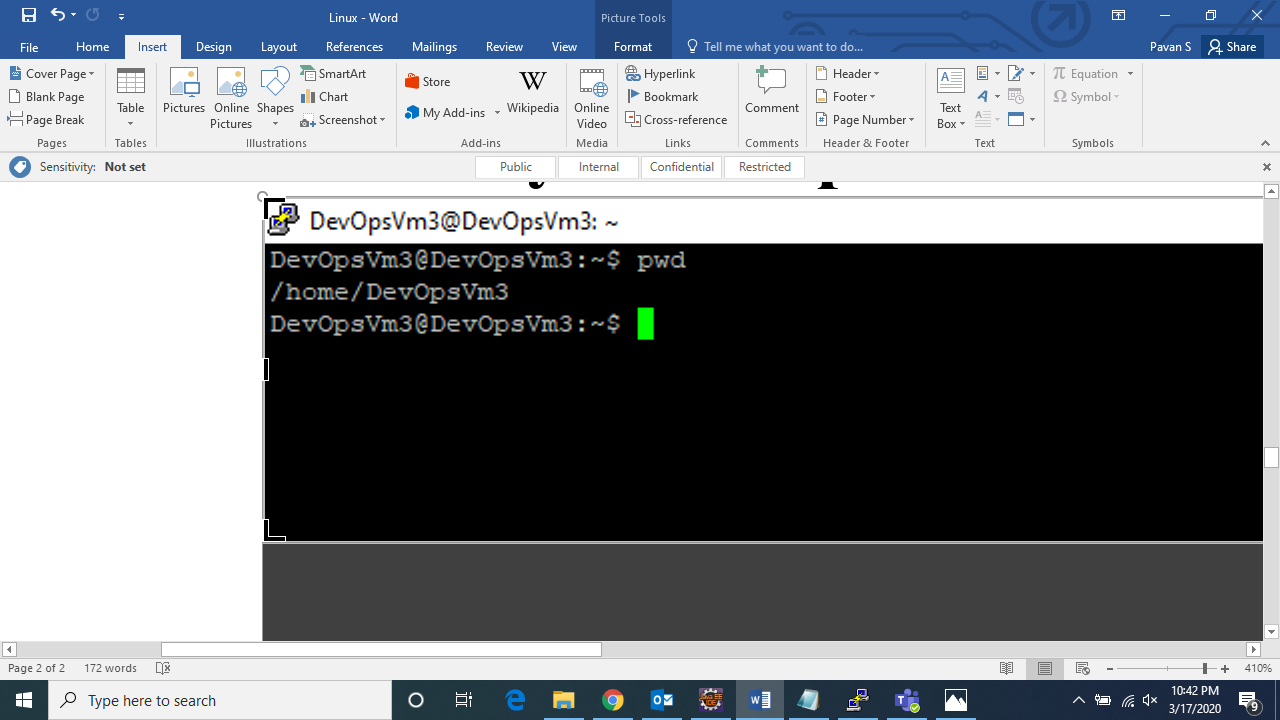 Linux - Word
Picture Tools
File Home Insert Design Layout References Mailings Review View Format Tell me what you want to do... Pavan S Share
Cover Page
Blank Page
Page Break
Pages
Table
Tables
Pictures
Online Pictures
Shapes
SmartArt
Chart
Screenshot
Illustrations
Store
My Add-ins
W
Wikipedia
Add-ins
Online Video
Media
Hyperlink
Bookmark
Cross-reference
Links
Comment
Comments
Header
Footer
Page Number
Header & Footer
Text Box
Text
π Equation
Ω Symbol
Symbols
Sensitivity: Not set Public Internal Confidential Restricted
DevOpsVm3@DevOpsVm3: ~
DevOpsVm3@DevOpsVm3:~$ pwd
/home/DevOpsVm3
DevOpsVm3@DevOpsVm3:~$
Page 2 of 2 172 words 410%
Type here to search
10:42 PM
3/17/2020
9